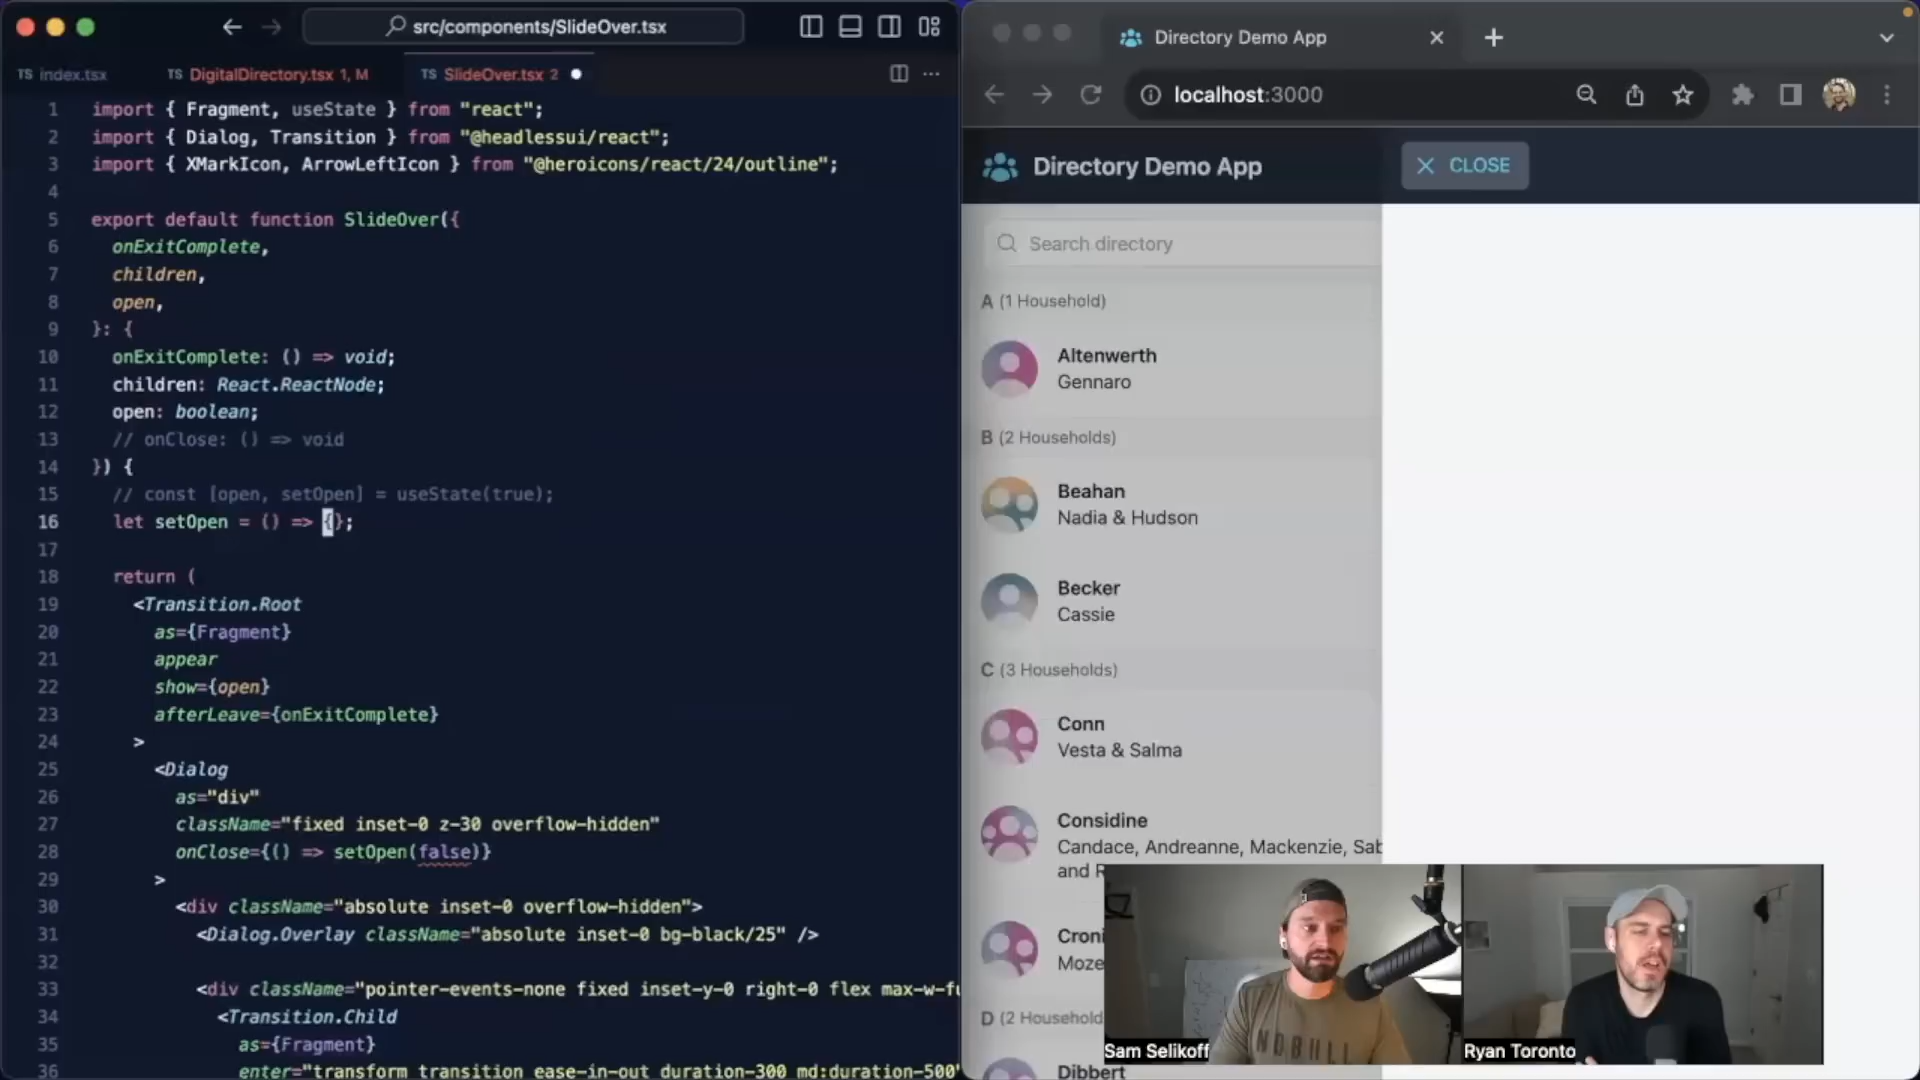 src/components/SlideOver.tsx
TS index.tsx
TS DigitalDirectory.tsx 1, M
TS SlideOver.tsx 2
1 import { Fragment, useState } from "react";
2 import { Dialog, Transition } from "@headlessui/react";
3 import { XMarkIcon, ArrowLeftIcon } from "@heroicons/react/24/outline";
4
5 export default function SlideOver({
6 onExitComplete,
7 children,
8 open,
9 }: {
10 onExitComplete: () => void;
11 children: React.ReactNode;
12 open: boolean;
13 // onClose: () => void
14 }) {
15 // const [open, setOpen] = useState(true);
16 let setOpen = () => {};
17
18 return (
19 <Transition.Root
20 as={Fragment}
21 appear
22 show={open}
23 afterLeave={onExitComplete}
24 >
25 <Dialog
26 as="div"
27 className="fixed inset-0 z-30 overflow-hidden"
28 onClose={() => setOpen(false)}
29 >
30 <div className="absolute inset-0 overflow-hidden">
31 <Dialog.Overlay className="absolute inset-0 bg-black/25" />
32
33 <div className="pointer-events-none fixed inset-y-0 right-0 flex max-w-fu
34 <Transition.Child
35 as={Fragment}
36 enter="transform transition ease-in-out duration-300 md:duration-500"
Directory Demo App
localhost:3000
Directory Demo App
CLOSE
Search directory
A (1 Household)
Altenwerth
Gennaro
B (2 Households)
Beahan
Nadia & Hudson
Becker
Cassie
C (3 Households)
Conn
Vesta & Salma
Considine
Candace, Andreanne, Mackenzie, Sab
and R
Croni
Moze
D (2 Household
Dibbert
NOBULL
Sam Selikoff
Ryan Toronto